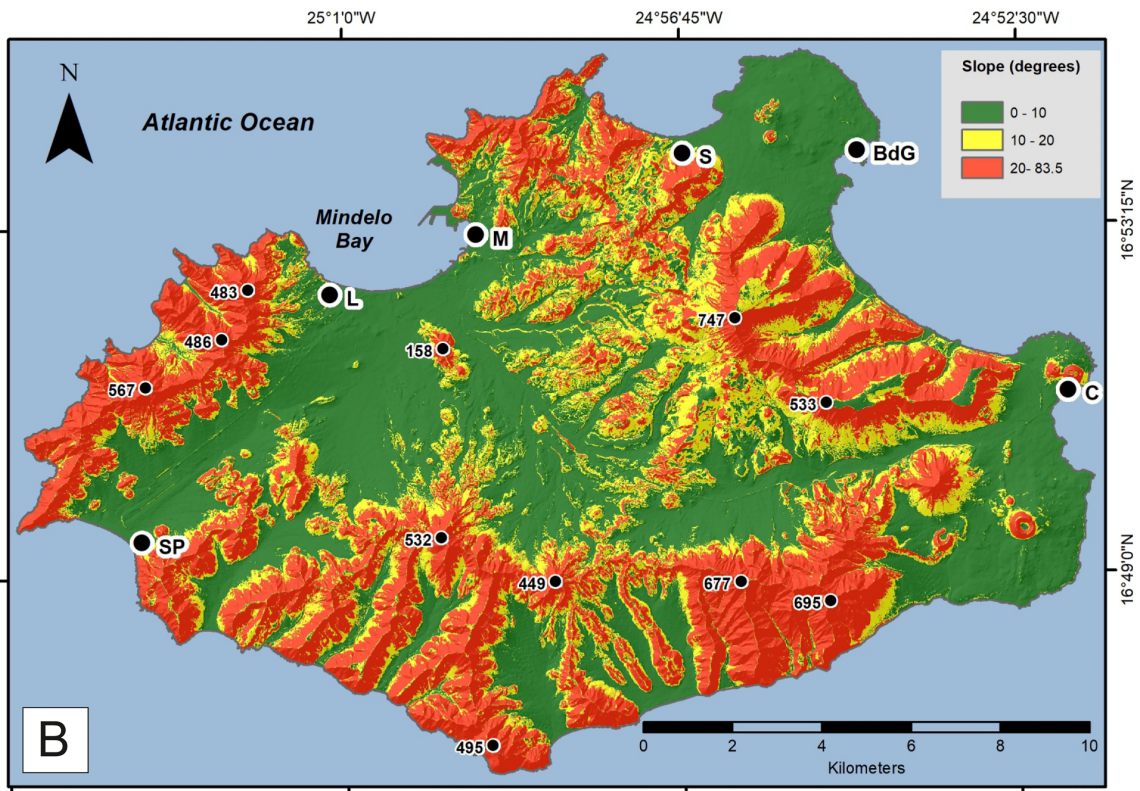 25°1'0"W
24°56'45"W
24°52'30"W
N
Atlantic Ocean
Slope (degrees)
0 - 10
10 - 20
20- 83.5
S
BdG
Mindelo
Bay
M
16°53'15"N
483
L
747
486
158
567
533
C
532
SP
449
677
695
16°49'0"N
495
B
0 2 4 6 8 10
Kilometers